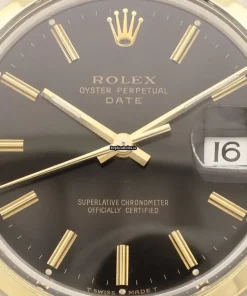 ROLEX
OYSTER PERPETUAL
DATE
16
SUPERLATIVE CHRONOMETER
OFFICIALLY CERTIFIED
T SWISS MADE T